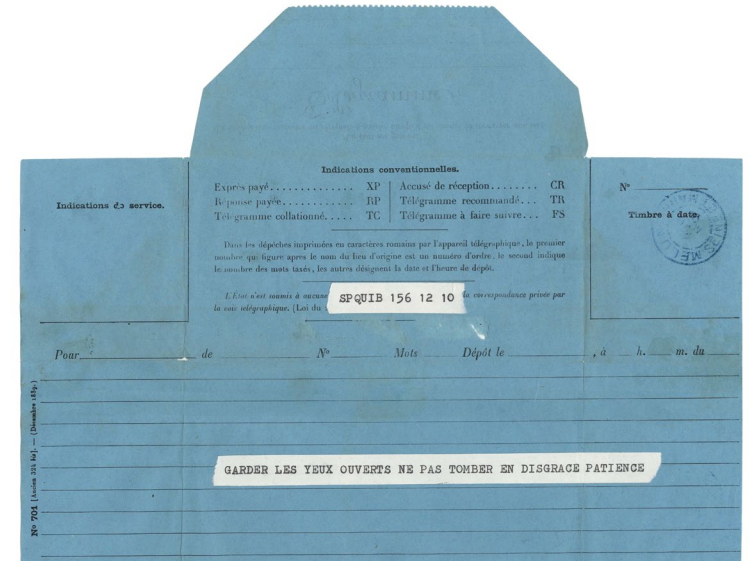 Indications conventionnelles.
Exprès payé............. XP
Réponse payée........... RP
Télégramme collationné..... TC
Accusé de réception........ CR
Télégramme recommandé... TR
Télégramme à faire suivre... FS
Indications de service.
N°
Timbre à date.
Dans les dépêches imprimées en caractères romains par l'appareil télégraphique, le premier
nombre qui figure après le nom du lieu d'origine est un numéro d'ordre, le second indique
le nombre des mots taxés, les autres désignent la date et l'heure de dépôt.
L'État n'est soumis à aucune
la correspondance privée par
la voie télégraphique. (Loi du
SPQUIB 156 12 10
Pour de N° Mots Dépôt le , à h. m. du
GARDER LES YEUX OUVERTS NE PAS TOMBER EN DISGRACE PATIENCE
N° 701 [Ancien 328 bis]. — (Décembre